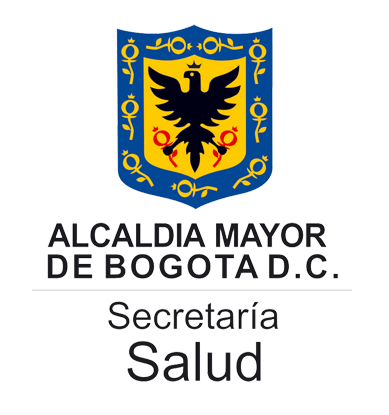 ALCALDIA MAYOR
DE BOGOTA D.C.
Secretaría
Salud